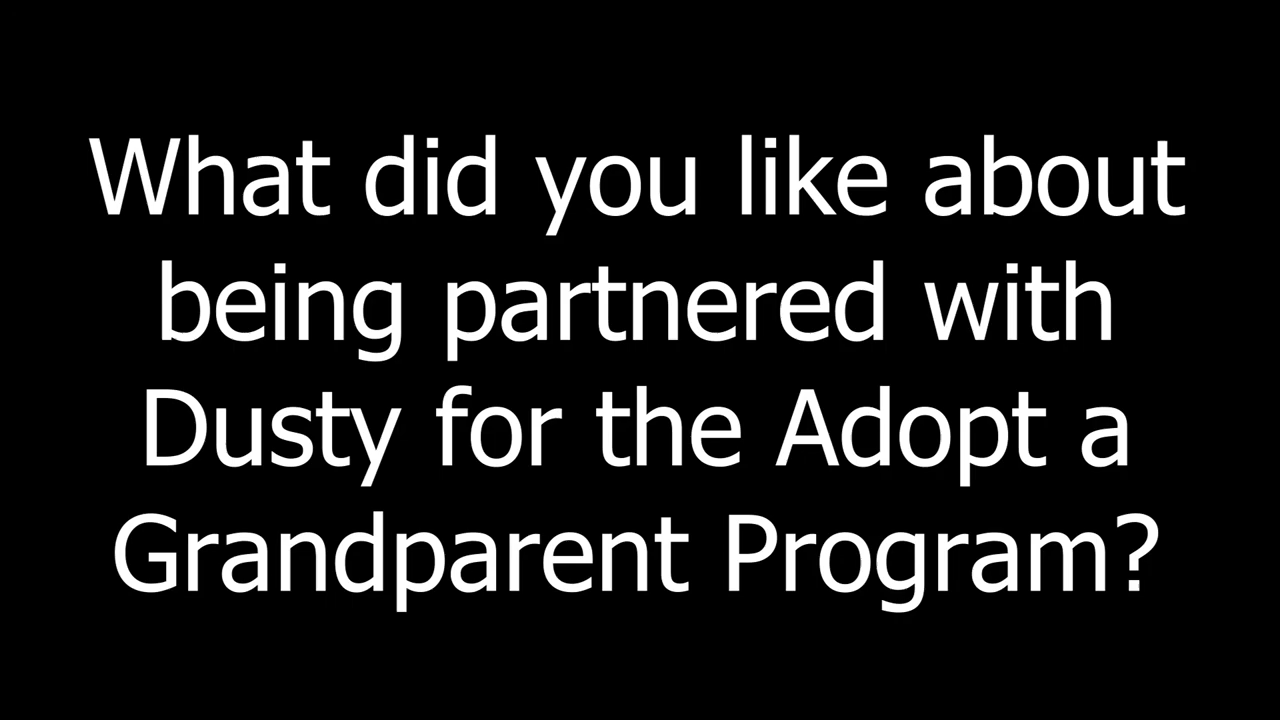 What did you like about
being partnered with
Dusty for the Adopt a
Grandparent Program?